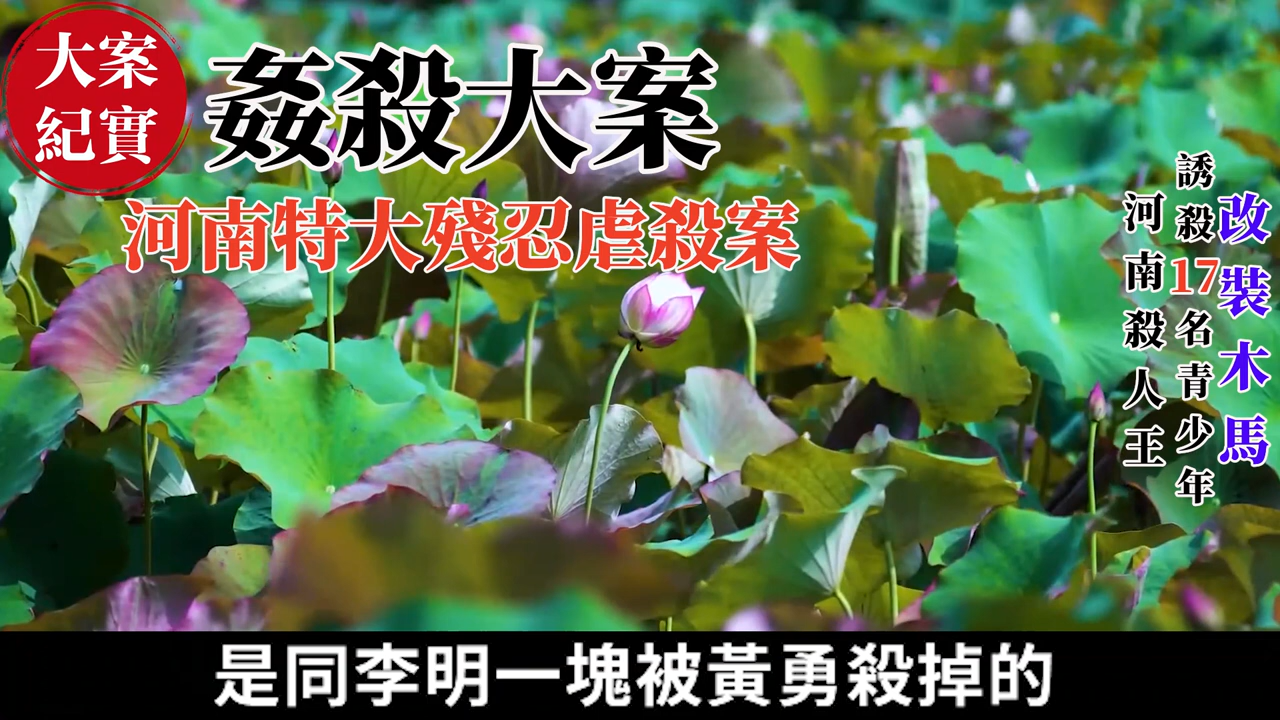 大案
紀實
姦殺大案
河南特大殘忍虐殺案
改裝木馬
誘殺17名青少年
河南殺人王
是同李明一塊被黃勇殺掉的